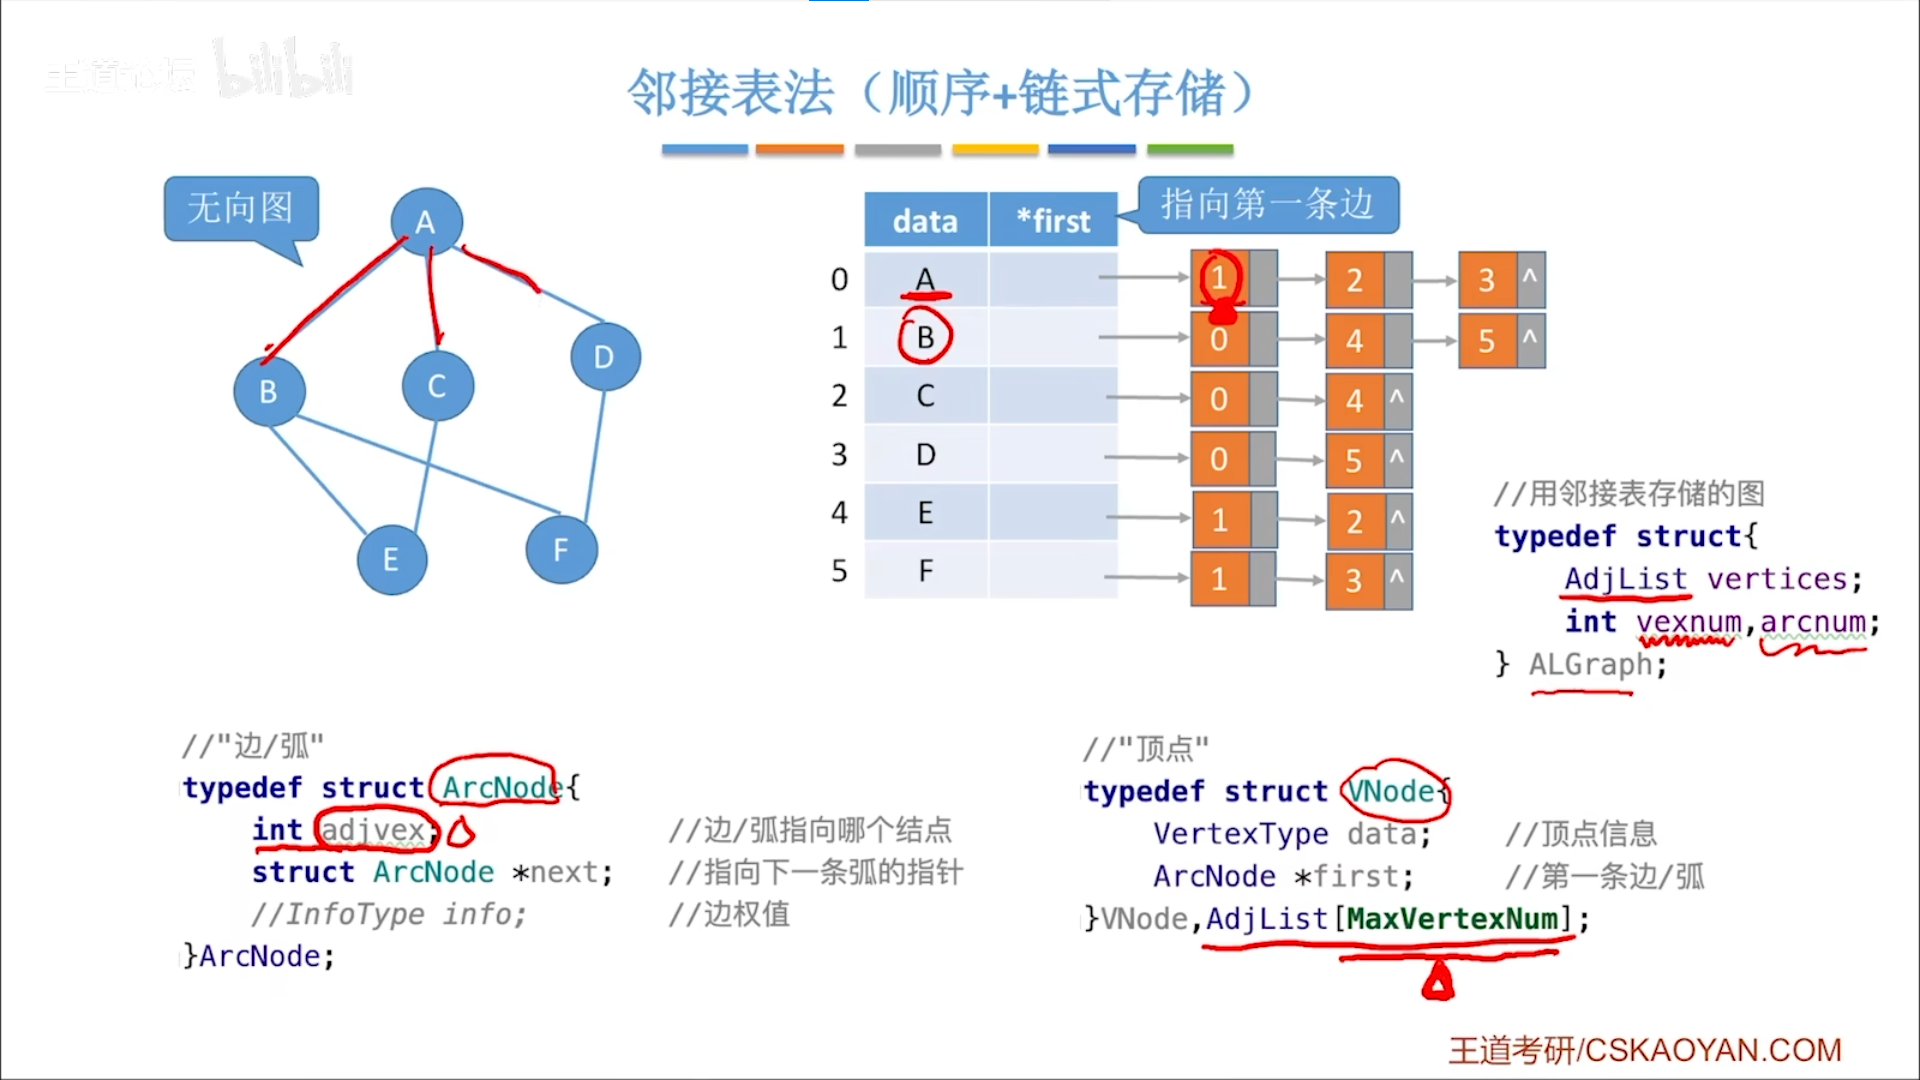 王道论坛 bilibili
邻接表法（顺序+链式存储）
无向图
A
B
C
D
E
F
指向第一条边
data *first
0 A 1 2 3 ^
1 B 0 4 5 ^
2 C 0 4 ^
3 D 0 5 ^
4 E 1 2 ^
5 F 1 3 ^
//用邻接表存储的图
typedef struct{
AdjList vertices;
int vexnum,arcnum;
} ALGraph;
//"边/弧"
typedef struct ArcNode{
int adjvex; //边/弧指向哪个结点
struct ArcNode *next; //指向下一条弧的指针
//InfoType info; //边权值
}ArcNode;
//"顶点"
typedef struct VNode{
VertexType data; //顶点信息
ArcNode *first; //第一条边/弧
}VNode,AdjList[MaxVertexNum];
王道考研/CSKAOYAN.COM